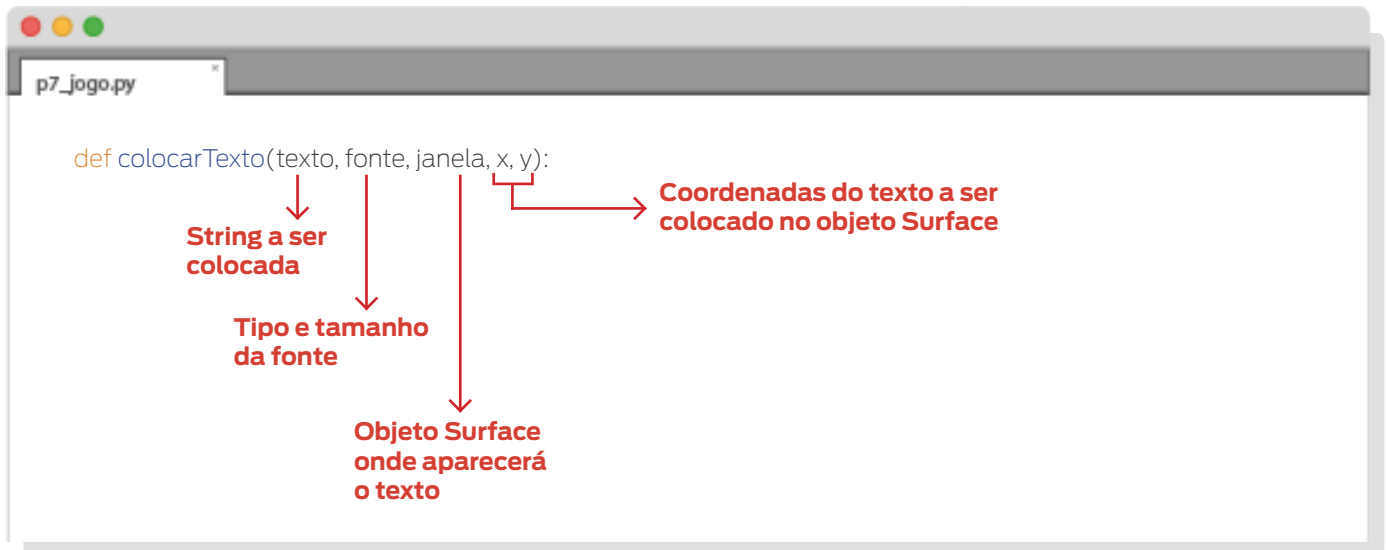 p7_jogo.py
×
def colocarTexto(texto, fonte, janela, x, y):
Coordenadas do texto a ser
colocado no objeto Surface
String a ser
colocada
Tipo e tamanho
da fonte
Objeto Surface
onde aparecerá
o texto